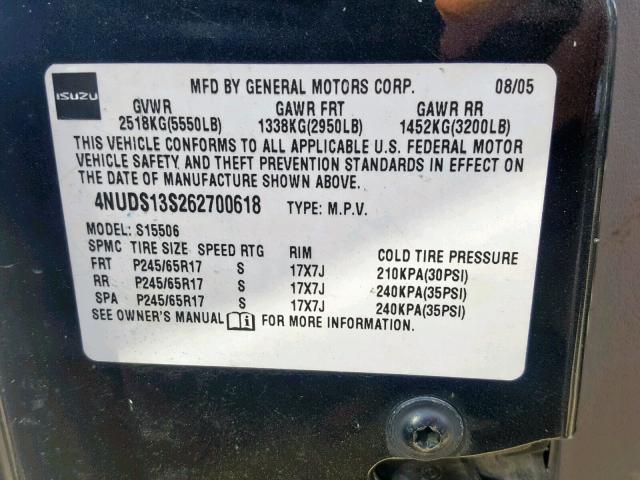 MFD BY GENERAL MOTORS CORP. 08/05
ISUZU
GVWR GAWR FRT GAWR RR
2518KG(5550LB) 1338KG(2950LB) 1452KG(3200LB)
THIS VEHICLE CONFORMS TO ALL APPLICABLE U.S. FEDERAL MOTOR
VEHICLE SAFETY, AND THEFT PREVENTION STANDARDS IN EFFECT ON
THE DATE OF MANUFACTURE SHOWN ABOVE.
4NUDS13S262700618 TYPE: M.P.V.
MODEL: S15506
SPMC TIRE SIZE SPEED RTG RIM COLD TIRE PRESSURE
FRT P245/65R17 S 17X7J 210KPA(30PSI)
RR P245/65R17 S 17X7J 240KPA(35PSI)
SPA P245/65R17 S 17X7J 240KPA(35PSI)
SEE OWNER'S MANUAL i FOR MORE INFORMATION.